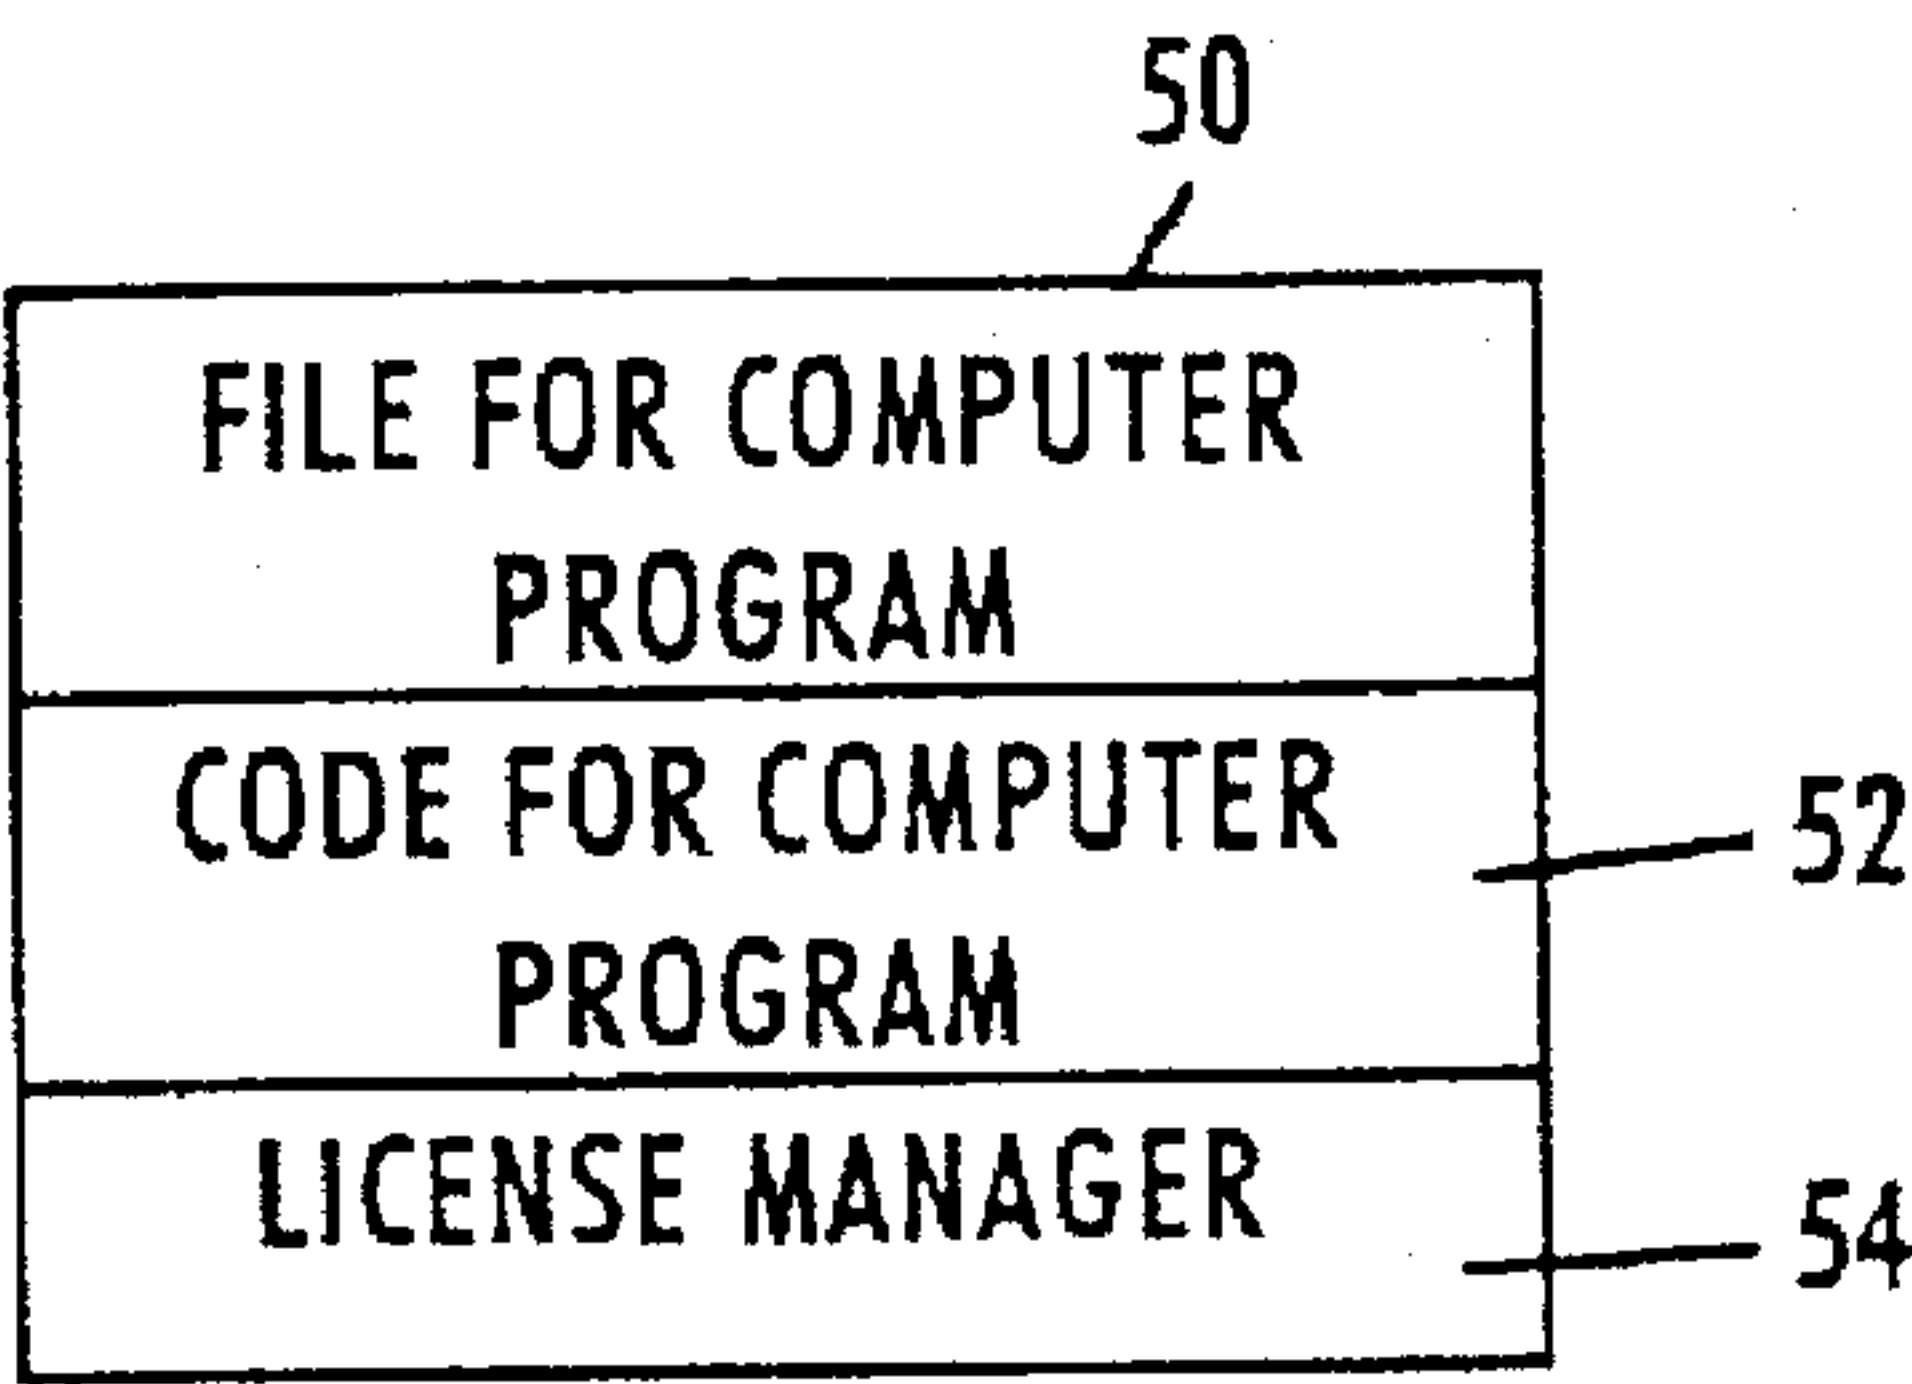 50
FILE FOR COMPUTER
PROGRAM
CODE FOR COMPUTER
PROGRAM
52
LICENSE MANAGER
54